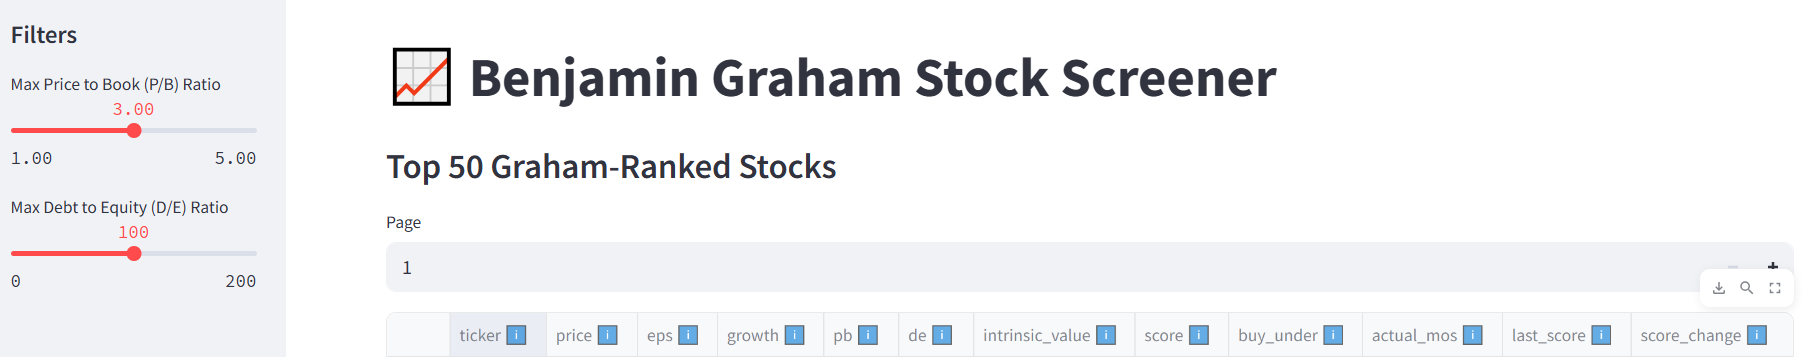 Filters
Max Price to Book (P/B) Ratio
3.00
1.00 5.00
Max Debt to Equity (D/E) Ratio
100
0 200
📈 Benjamin Graham Stock Screener
Top 50 Graham-Ranked Stocks
Page
1
ticker ℹ️ price ℹ️ eps ℹ️ growth ℹ️ pb ℹ️ de ℹ️ intrinsic_value ℹ️ score ℹ️ buy_under ℹ️ actual_mos ℹ️ last_score ℹ️ score_change ℹ️